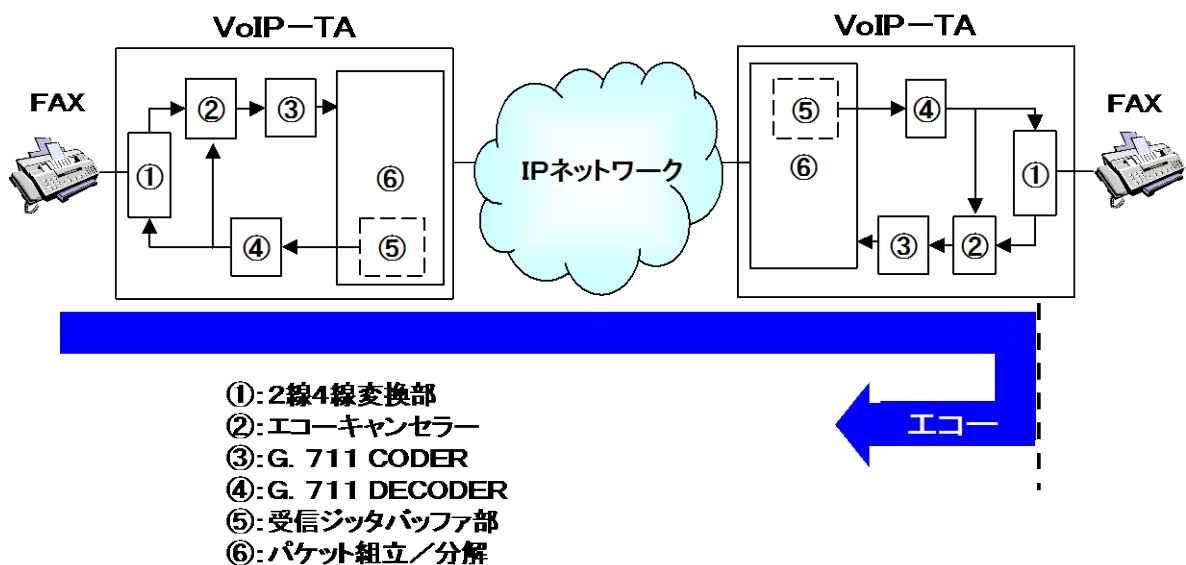 VoIP－TA
VoIP－TA
FAX
FAX
②
③
①
⑥
④
⑤
IPネットワーク
⑤
④
⑥
①
③
②
エコー
①：2線4線変換部
②：エコーキャンセラー
③：G．711 CODER
④：G．711 DECODER
⑤：受信ジッタバッファ部
⑥：パケット組立／分解